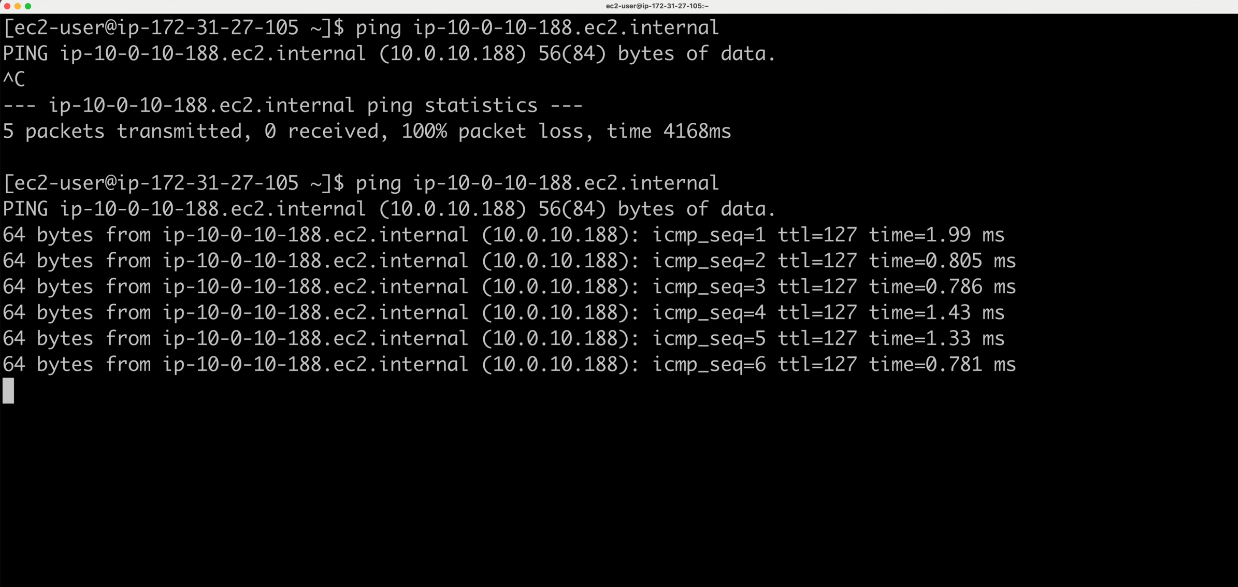 ec2-user@ip-172-31-27-105:~
[ec2-user@ip-172-31-27-105 ~]$ ping ip-10-0-10-188.ec2.internal
PING ip-10-0-10-188.ec2.internal (10.0.10.188) 56(84) bytes of data.
^C
--- ip-10-0-10-188.ec2.internal ping statistics ---
5 packets transmitted, 0 received, 100% packet loss, time 4168ms
[ec2-user@ip-172-31-27-105 ~]$ ping ip-10-0-10-188.ec2.internal
PING ip-10-0-10-188.ec2.internal (10.0.10.188) 56(84) bytes of data.
64 bytes from ip-10-0-10-188.ec2.internal (10.0.10.188): icmp_seq=1 ttl=127 time=1.99 ms
64 bytes from ip-10-0-10-188.ec2.internal (10.0.10.188): icmp_seq=2 ttl=127 time=0.805 ms
64 bytes from ip-10-0-10-188.ec2.internal (10.0.10.188): icmp_seq=3 ttl=127 time=0.786 ms
64 bytes from ip-10-0-10-188.ec2.internal (10.0.10.188): icmp_seq=4 ttl=127 time=1.43 ms
64 bytes from ip-10-0-10-188.ec2.internal (10.0.10.188): icmp_seq=5 ttl=127 time=1.33 ms
64 bytes from ip-10-0-10-188.ec2.internal (10.0.10.188): icmp_seq=6 ttl=127 time=0.781 ms